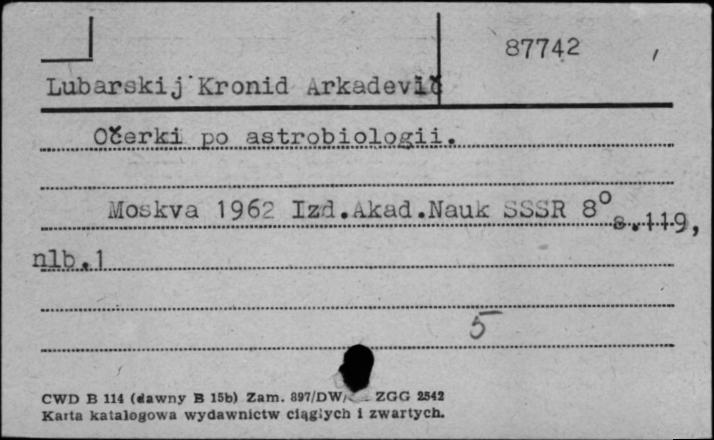 87742
Lubarskij Kronid Arkadevič
Očerki po astrobiologii.
Moskva 1962 Izd.Akad.Nauk SSSR 8° s.119,
nlb.1
5
CWD B 114 (dawny B 15b) Zam. 897/DW/ ZGG 2542
Karta katalogowa wydawnictw ciągłych i zwartych.